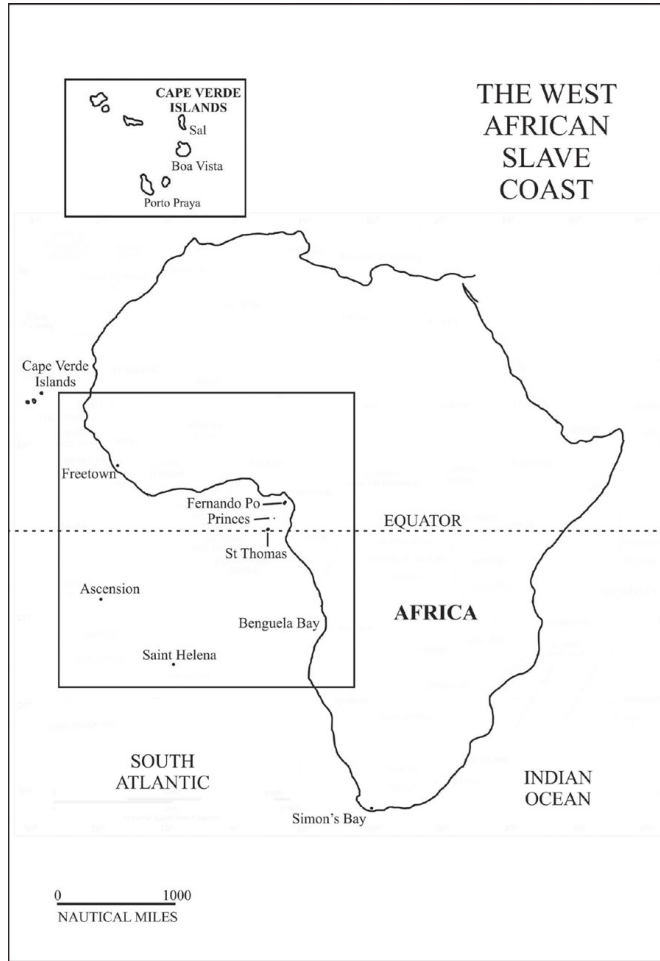 CAPE VERDE
ISLANDS
Sal
Boa Vista
Porto Praya
THE WEST
AFRICAN
SLAVE
COAST
Cape Verde
Islands
Freetown
Fernando Po
Princes
EQUATOR
St Thomas
Ascension
Benguela Bay
AFRICA
Saint Helena
SOUTH
ATLANTIC
INDIAN
OCEAN
Simon's Bay
0 1000
NAUTICAL MILES